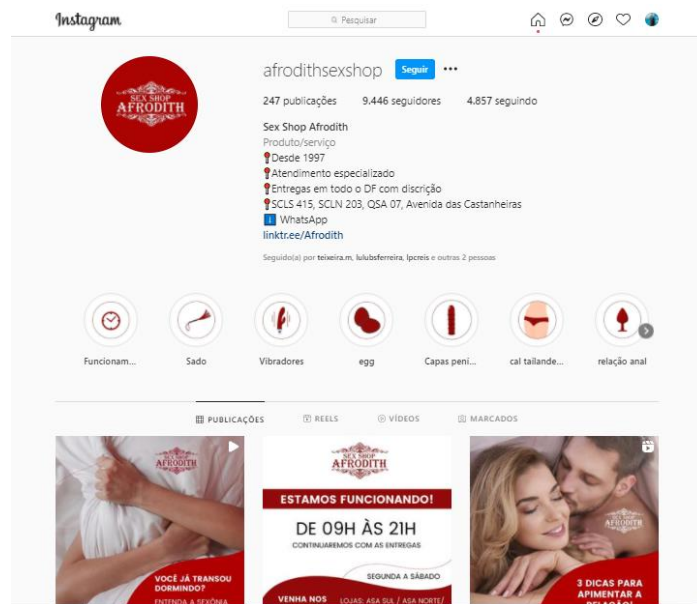 Instagram
Pesquisar
afrodithsexshop Seguir
247 publicações 9.446 seguidores 4.857 seguindo
Sex Shop Afrodith
Produto/serviço
Desde 1997
Atendimento especializado
Entregas em todo o DF com discrição
SCLS 415, SCLN 203, QSA 07, Avenida das Castanheiras
WhatsApp
linktr.ee/Afrodith
Seguido(a) por teixeira.m, lulubsferreira, lpcreis e outras 2 pessoas
SEX SHOP
AFRODITH
Funcionam... Sado Vibradores egg Capas peni... cal tailande... relação anal
PUBLICAÇÕES REELS VÍDEOS MARCADOS
SEX SHOP
AFRODITH
VOCÊ JÁ TRANSOU
DORMINDO?
ENTENDA A SEXÔNIA
SEX SHOP
AFRODITH
ESTAMOS FUNCIONANDO!
DE 09H ÀS 21H
CONTINUAREMOS COM AS ENTREGAS
SEGUNDA A SÁBADO
VENHA NOS LOJAS: ASA SUL / ASA NORTE/
SEX SHOP
AFRODITH
3 DICAS PARA
APIMENTAR A
RELAÇÃO!